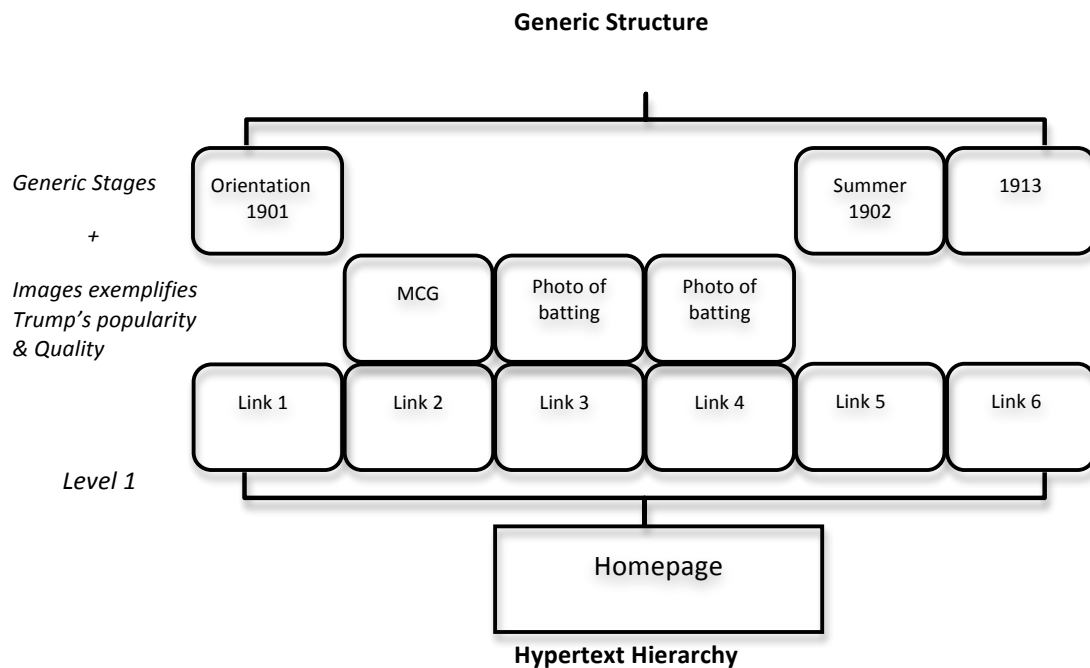 Generic Structure
Generic Stages
+
Images exemplifies
Trump’s popularity
& Quality
Orientation
1901
Summer
1902
1913
MCG
Photo of
batting
Photo of
batting
Link 1
Link 2
Link 3
Link 4
Link 5
Link 6
Level 1
Homepage
Hypertext Hierarchy